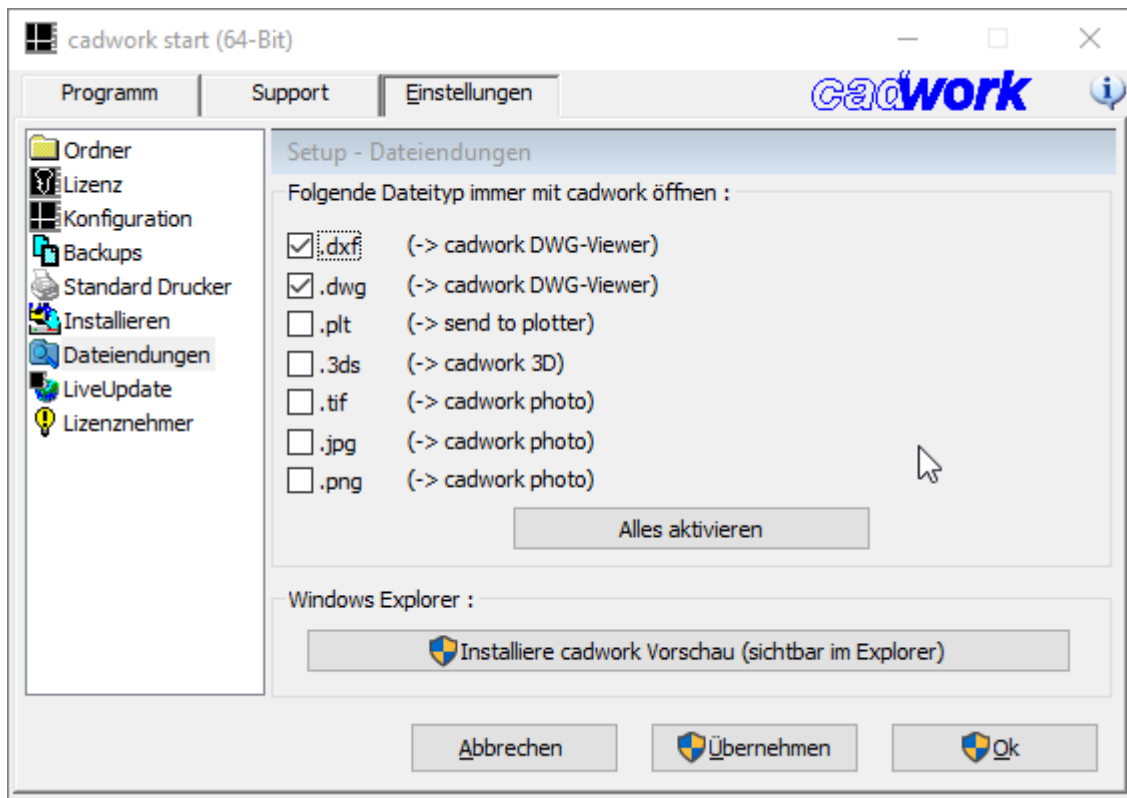 cadwork start (64-Bit)
Programm Support Einstellungen cadwork
Ordner
Lizenz
Konfiguration
Backups
Standard Drucker
Installieren
Dateiendungen
LiveUpdate
Lizenznehmer
Setup - Dateiendungen
Folgende Dateityp immer mit cadwork öffnen :
.dxf (-> cadwork DWG-Viewer)
.dwg (-> cadwork DWG-Viewer)
.plt (-> send to plotter)
.3ds (-> cadwork 3D)
.tif (-> cadwork photo)
.jpg (-> cadwork photo)
.png (-> cadwork photo)
Alles aktivieren
Windows Explorer :
Installiere cadwork Vorschau (sichtbar im Explorer)
Abbrechen Übernehmen Ok